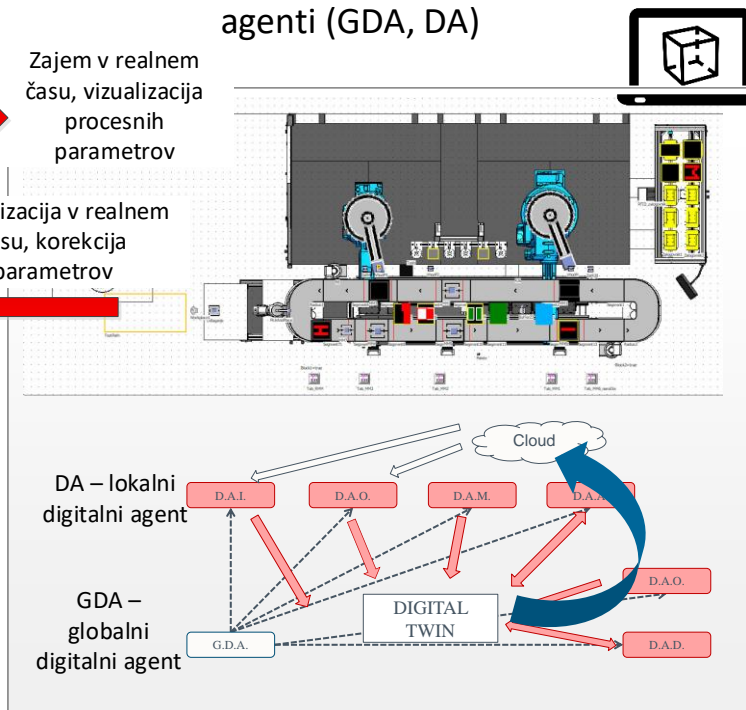 agenti (GDA, DA)
Zajem v realnem
času, vizualizacija
procesnih
parametrov
izacija v realnem
su, korekcija
parametrov
Cloud
DA – lokalni
digitalni agent
D.A.I.
D.A.O.
D.A.M.
D.A.A
D.A.O.
GDA –
globalni
digitalni agent
G.D.A.
DIGITAL
TWIN
D.A.D.